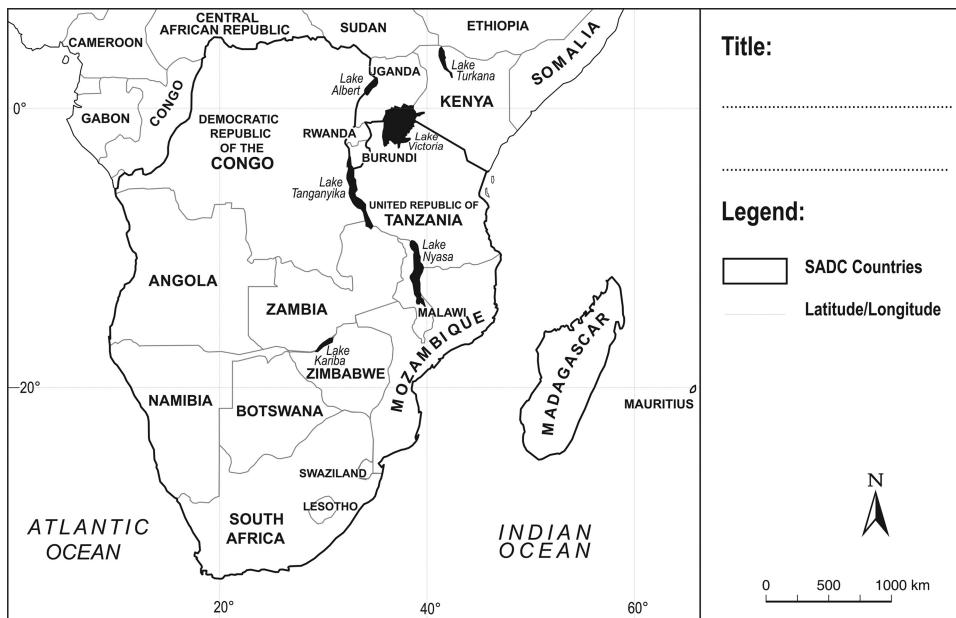 CENTRAL
AFRICAN REPUBLIC
SUDAN
ETHIOPIA
CAMEROON
SOMALIA
Lake
Turkana
UGANDA
Lake
Albert
KENYA
CONGO
0°
GABON
DEMOCRATIC
REPUBLIC
OF THE
CONGO
RWANDA
Lake
Victoria
BURUNDI
Lake
Tanganyika
UNITED REPUBLIC OF
TANZANIA
Lake
Nyasa
ANGOLA
ZAMBIA
MALAWI
MOZAMBIQUE
Lake
Kariba
ZIMBABWE
MADAGASCAR
20°
NAMIBIA
BOTSWANA
MAURITIUS
SWAZILAND
LESOTHO
SOUTH
AFRICA
ATLANTIC
OCEAN
INDIAN
OCEAN
20°
40°
60°
Title:
Legend:
SADC Countries
Latitude/Longitude
N
0 500 1000 km